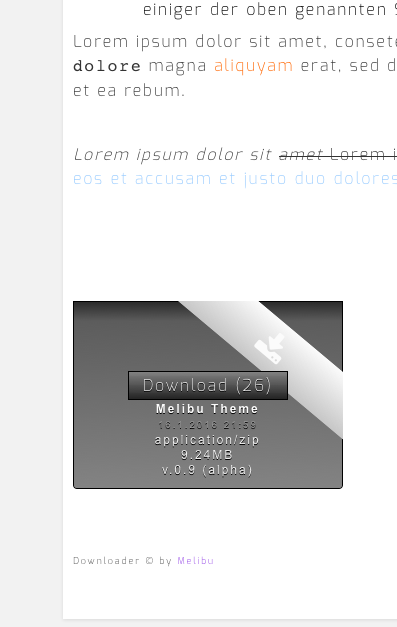 einiger der oben genannten
Lorem ipsum dolor sit amet,
dolore magna aliquyam erat, sed
et ea rebum.
Lorem ipsum dolor sit amet Lorem
eos et accusam et justo duo dolores
Download (26)
Melibu Theme
16.1.2016 21:59
application/zip
9.24MB
v.0.9 (alpha)
Downloader © by Melibu